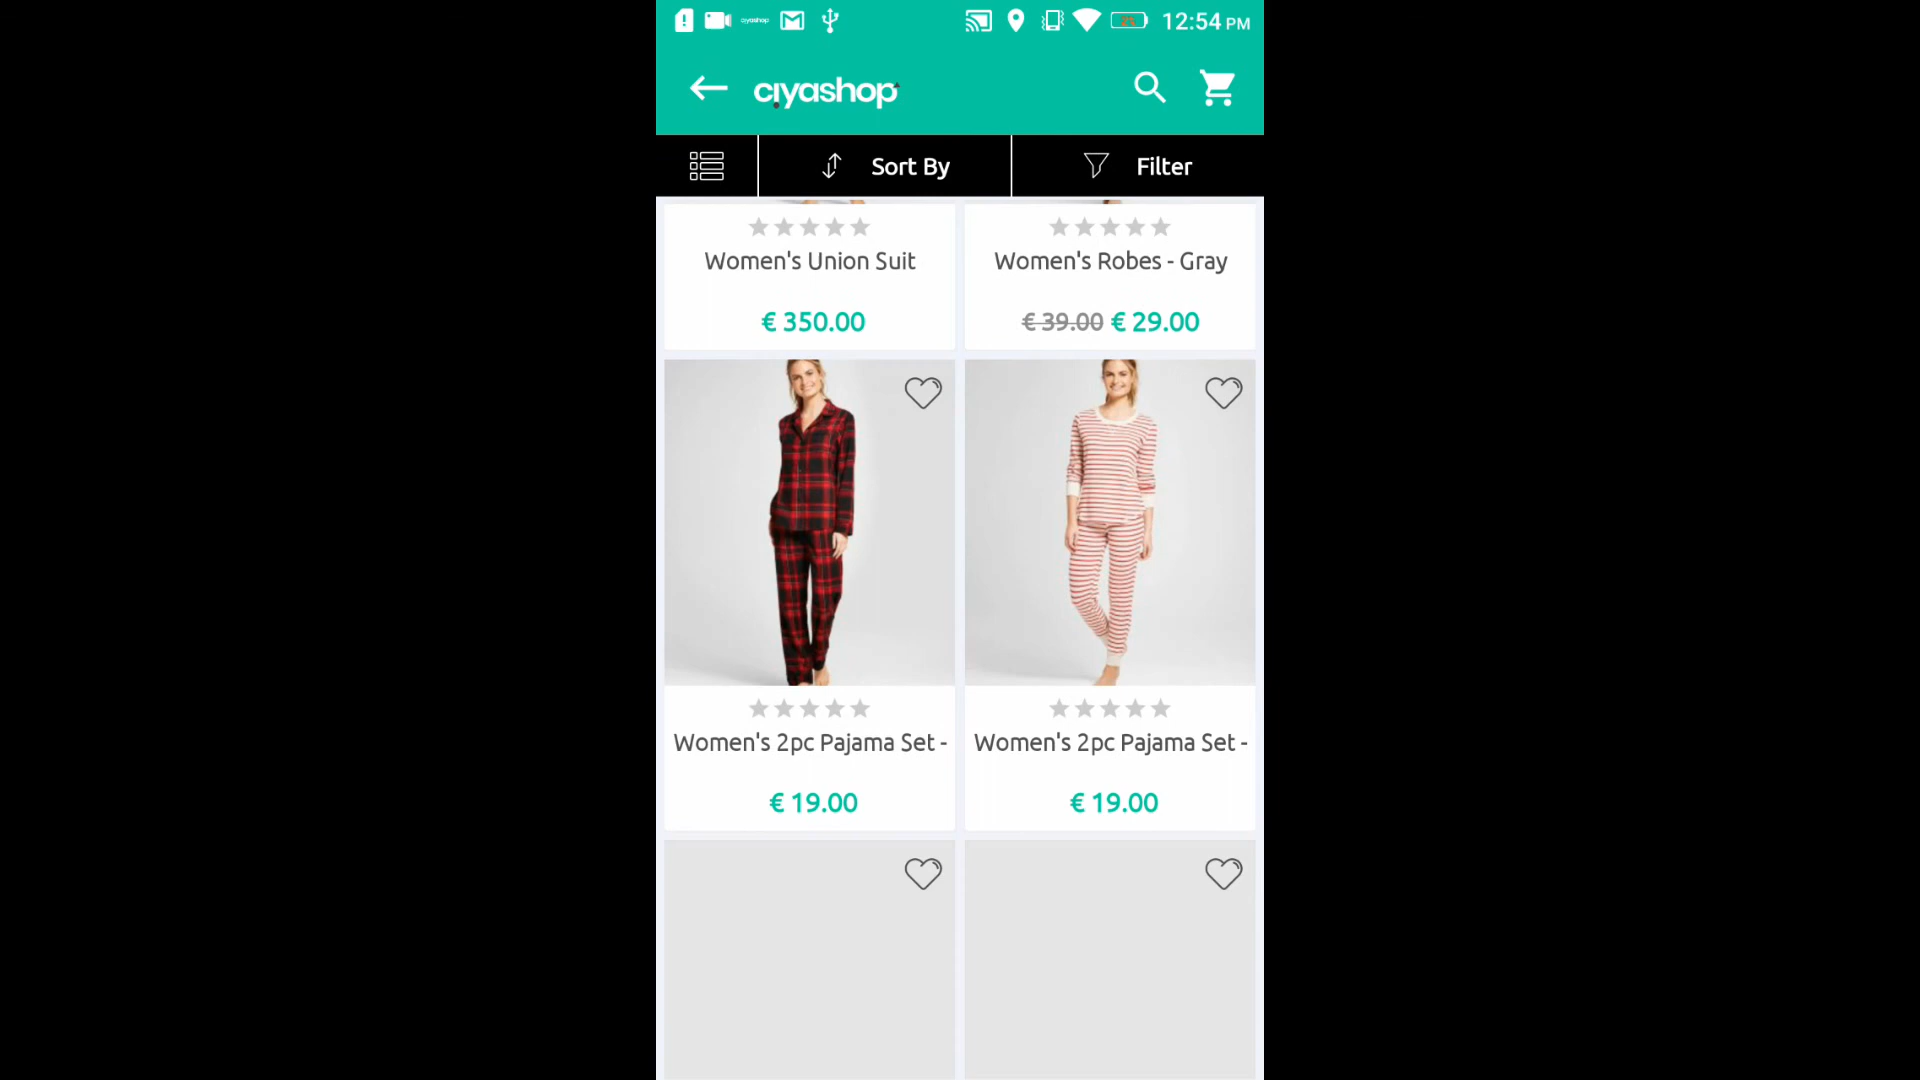 ciyashop 12:54 PM
ciyashop
Sort By Filter
Women's Union Suit Women's Robes - Gray
€ 350.00 € 39.00 € 29.00
Women's 2pc Pajama Set - Women's 2pc Pajama Set -
€ 19.00 € 19.00